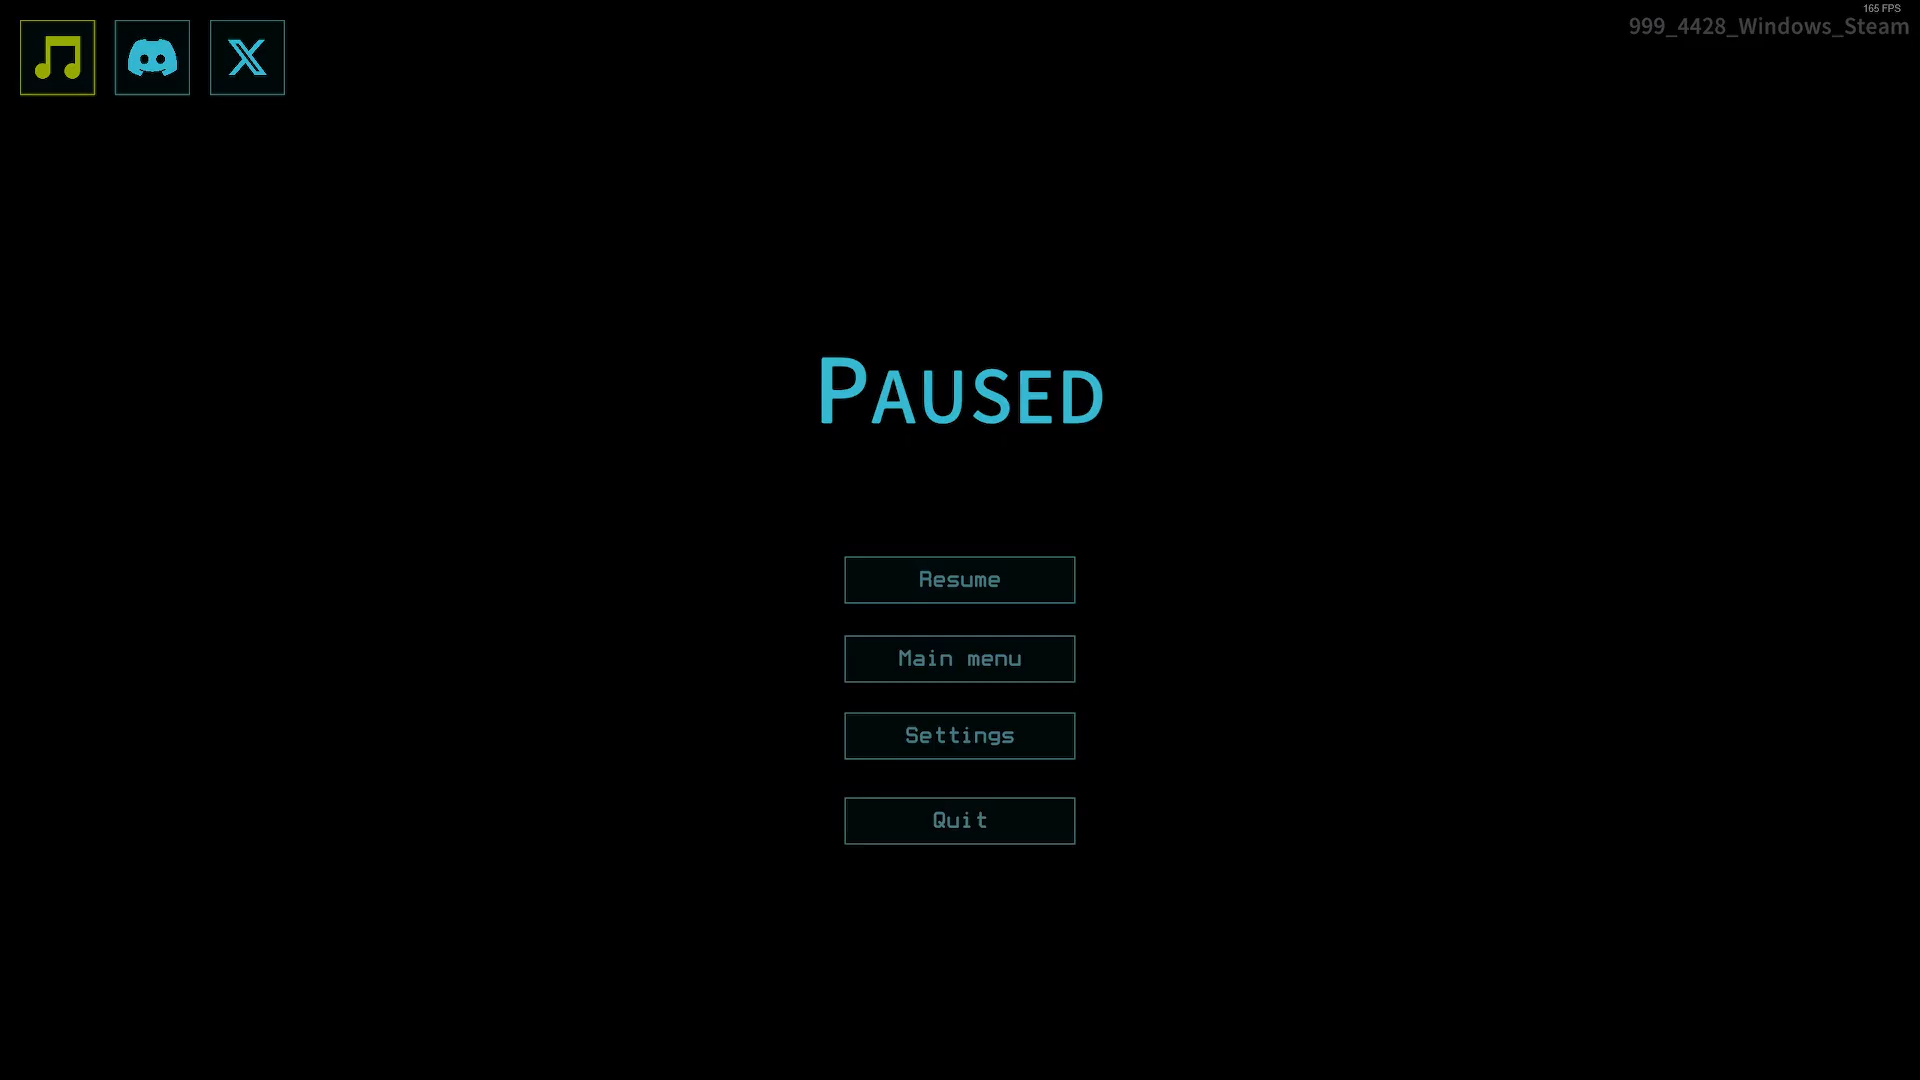 165 FPS
999_4428_Windows_Steam
Paused
Resume
Main menu
Settings
Quit